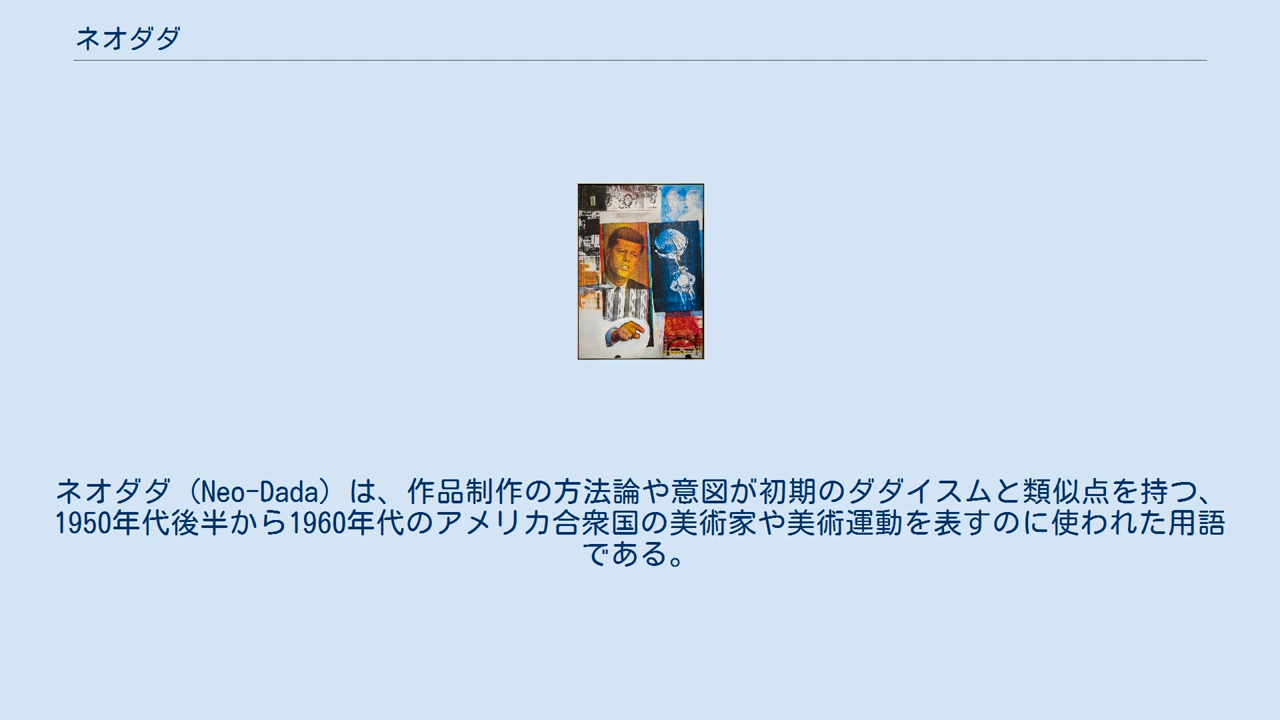 ネオダダ
ネオダダ（Neo-Dada）は、作品制作の方法論や意図が初期のダダイスムと類似点を持つ、
1950年代後半から1960年代のアメリカ合衆国の美術家や美術運動を表すのに使われた用語
である。